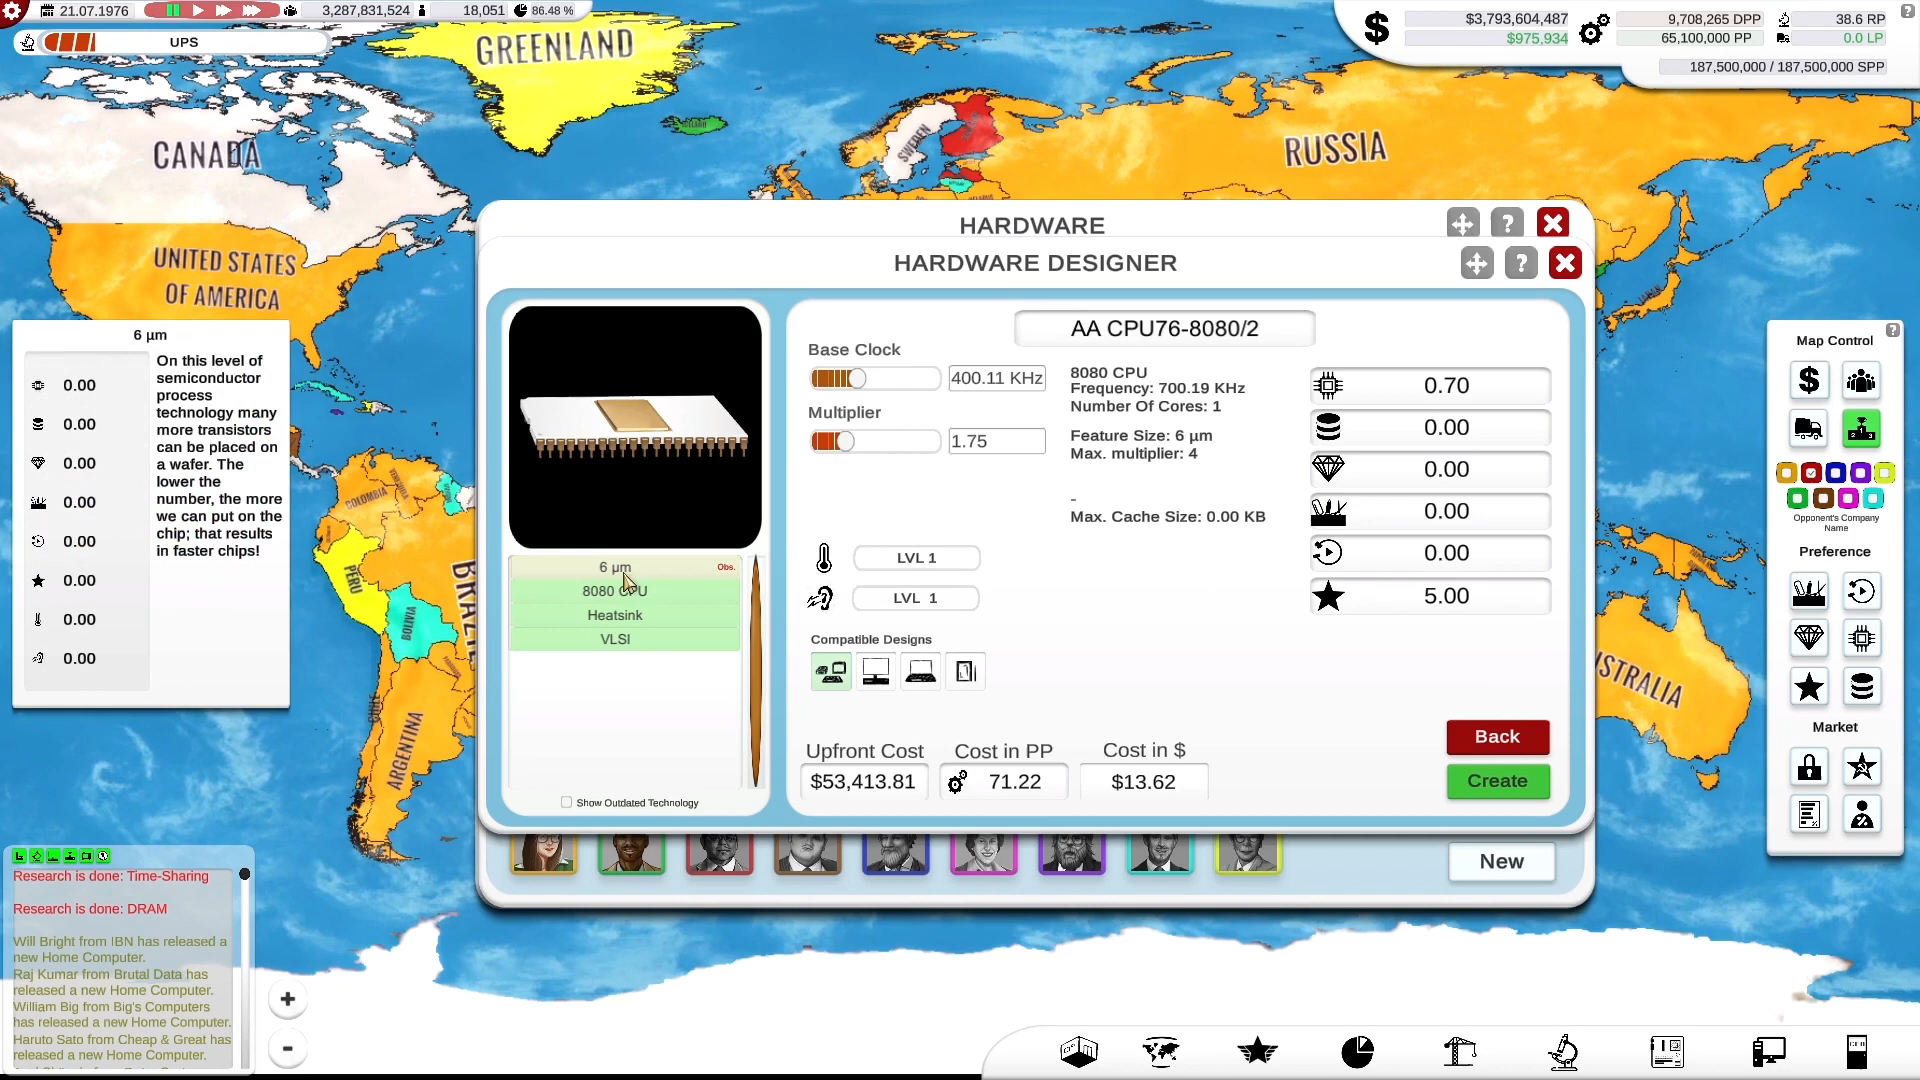 21.07.1976
3,287,831,524
18,051
86.48 %
$3,793,604,487
9,708,265 DPP
38.6 RP
$975,934
65,100,000 PP
0.0 LP
187,500,000 / 187,500,000 SPP
?
UPS
GREENLAND
CANADA
ICELAND
SWEDEN
RUSSIA
UNITED STATES
OF AMERICA
COLOMBIA
PERU
BOLIVIA
CHILE
ARGENTINA
HARDWARE
?
HARDWARE DESIGNER
?
6 µm
0.00
0.00
0.00
0.00
0.00
0.00
0.00
0.00
On this level of
semiconductor
process
technology many
more transistors
can be placed on
a wafer. The
lower the
number, the more
we can put on the
chip; that results
in faster chips!
6 µm
Obs.
8080 CPU
Heatsink
VLSI
Show Outdated Technology
AA CPU76-8080/2
Base Clock
400.11 KHz
Multiplier
1.75
8080 CPU
Frequency: 700.19 KHz
Number Of Cores: 1
Feature Size: 6 µm
Max. multiplier: 4
-
Max. Cache Size: 0.00 KB
0.70
0.00
0.00
0.00
0.00
5.00
LVL 1
LVL 1
Compatible Designs
Upfront Cost
$53,413.81
Cost in PP
71.22
Cost in $
$13.62
Back
Create
New
?
Map Control
Opponent's Company
Name
Preference
Market
Research is done: Time-Sharing
Research is done: DRAM
Will Bright from IBN has released a
new Home Computer.
Raj Kumar from Brutal Data has
released a new Home Computer.
William Big from Big's Computers
has released a new Home Computer.
Haruto Sato from Cheap & Great has
released a new Home Computer.
+
-